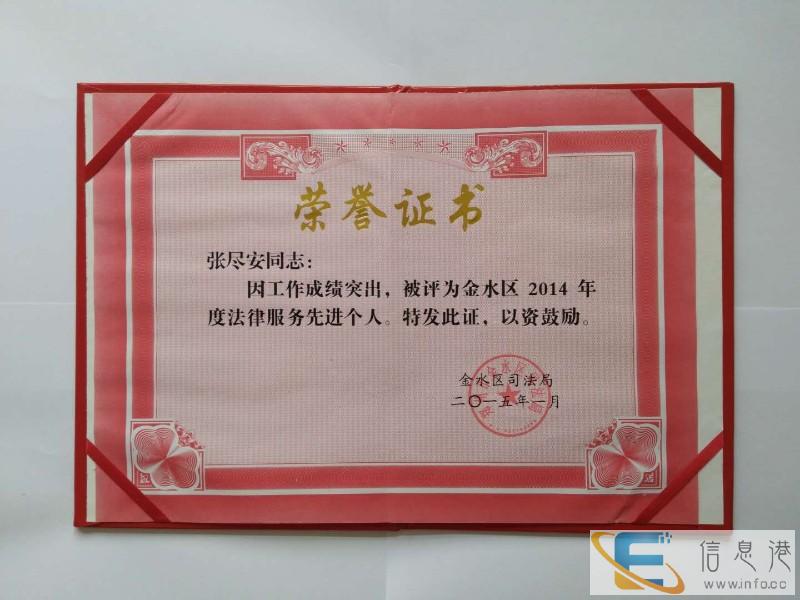 荣誉证书
张尽安同志：
因工作成绩突出，被评为金水区 2014 年
度法律服务先进个人。特发此证，以资鼓励。
金水区司法局
二〇一五年一月
信息港
www.info.cc